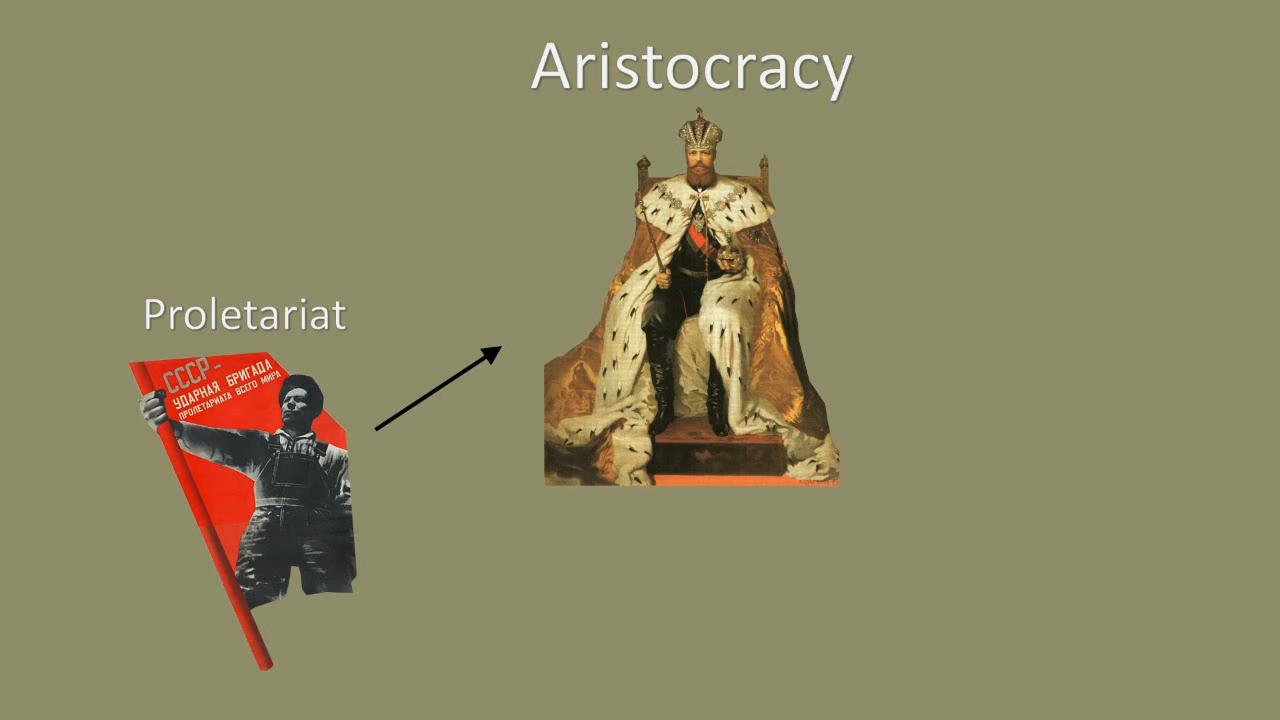 Aristocracy
Proletariat
СССР-
УДАРНАЯ БРИГАДА
ПРОЛЕТАРИАТА ВСЕГО МИРА